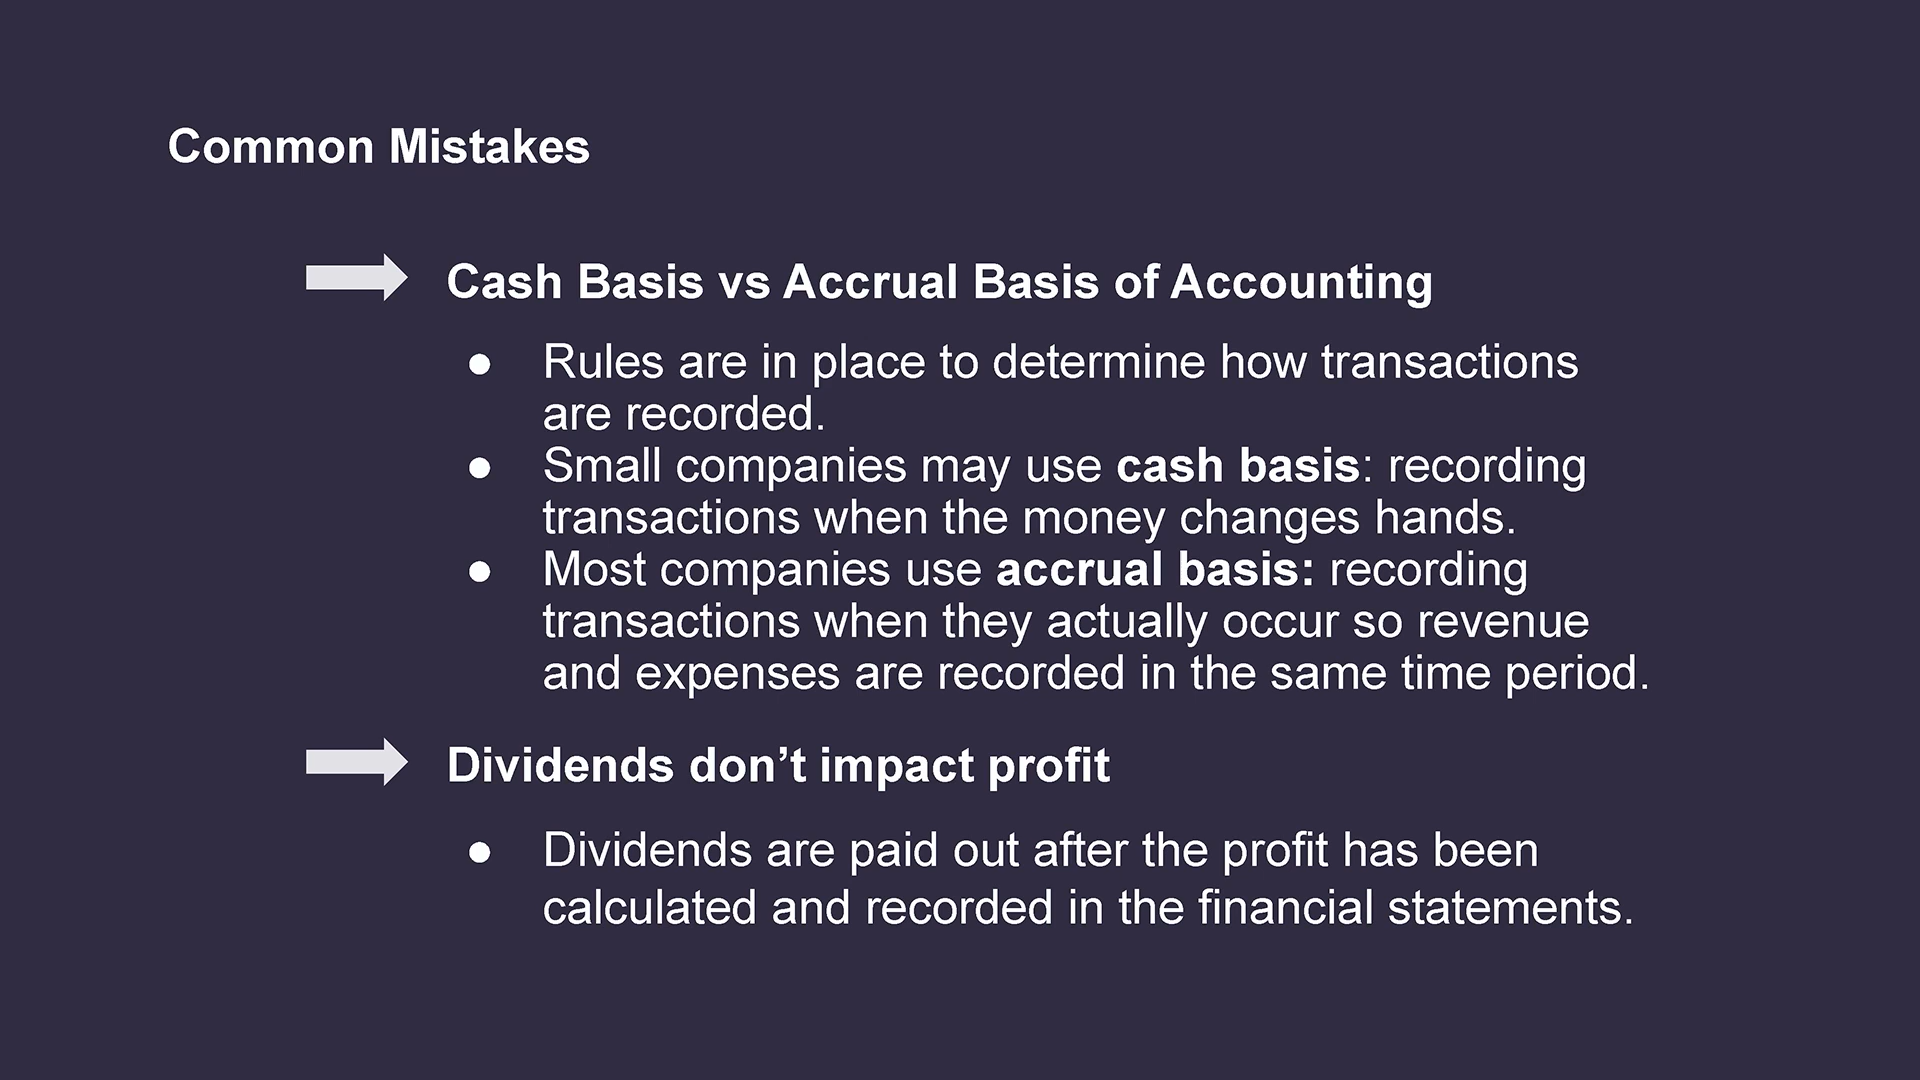 Common Mistakes
Cash Basis vs Accrual Basis of Accounting
● Rules are in place to determine how transactions
are recorded.
● Small companies may use cash basis: recording
transactions when the money changes hands.
● Most companies use accrual basis: recording
transactions when they actually occur so revenue
and expenses are recorded in the same time period.
Dividends don’t impact profit
● Dividends are paid out after the profit has been
calculated and recorded in the financial statements.